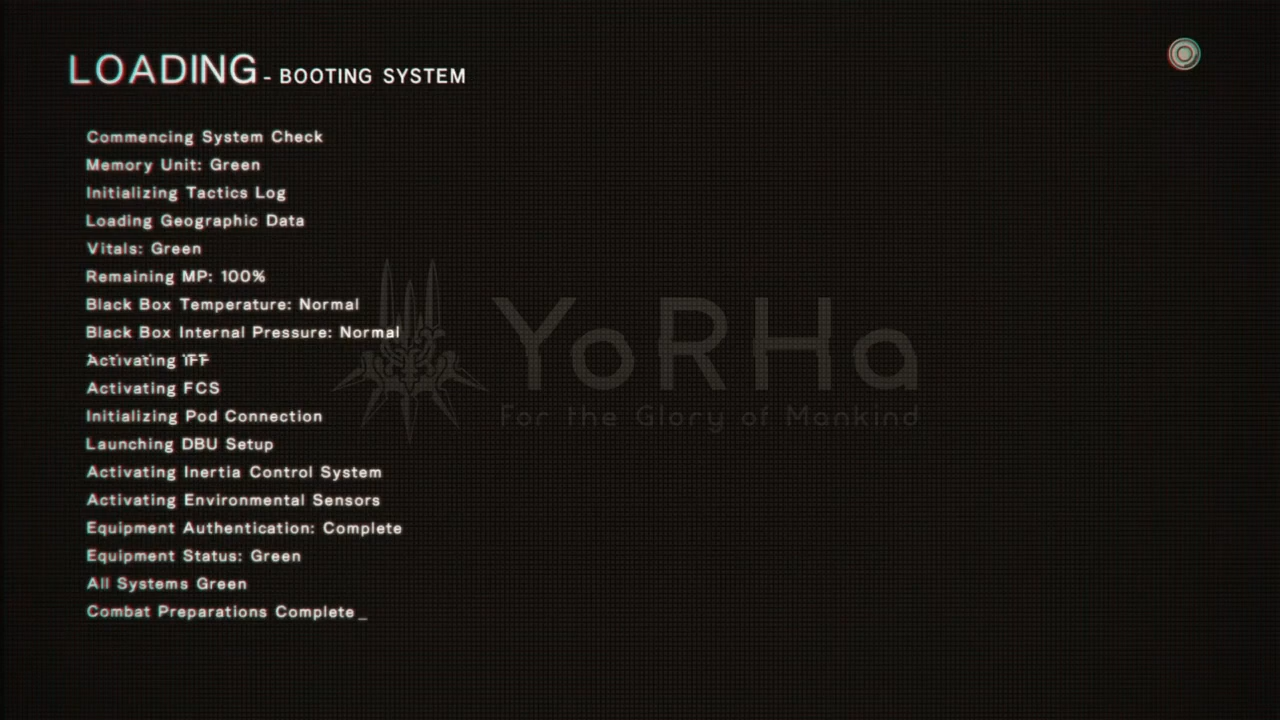 LOADING - BOOTING SYSTEM
Commencing System Check
Memory Unit: Green
Initializing Tactics Log
Loading Geographic Data
Vitals: Green
Remaining MP: 100%
Black Box Temperature: Normal
Black Box Internal Pressure: Normal
Activating IFF
Activating FCS
Initializing Pod Connection
Launching DBU Setup
Activating Inertia Control System
Activating Environmental Sensors
Equipment Authentication: Complete
Equipment Status: Green
All Systems Green
Combat Preparations Complete_
YoRHa
For the Glory of Mankind